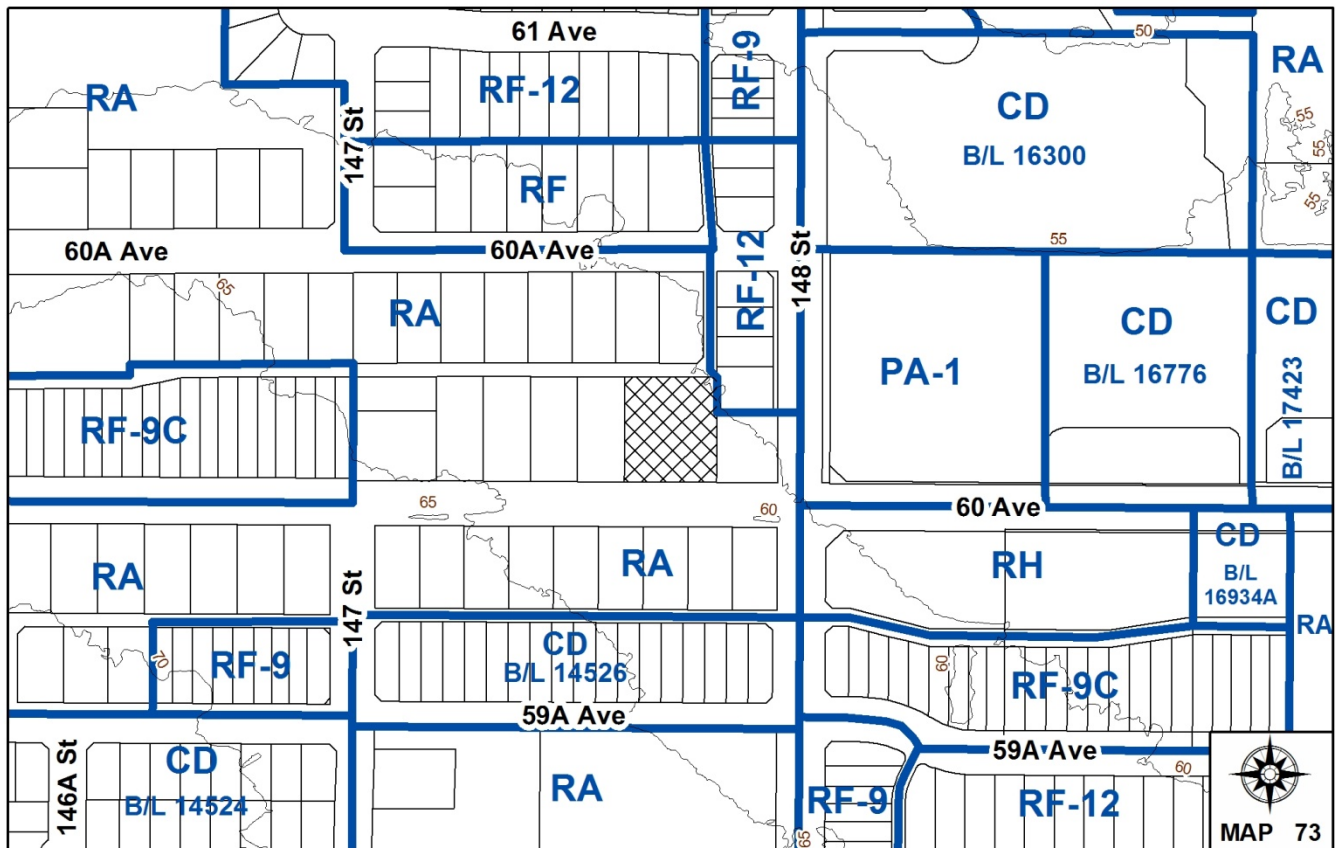 61 Ave
50
RF-9
RA
RF-12
RA
CD
B/L 16300
55
55
55
147 St
RF
60A Ave
60A Ave
RF-12
148 St
55
65
RA
CD
B/L 17423
CD
B/L 16776
PA-1
RF-9C
65
60
60 Ave
RA
RA
RH
CD
B/L
16934A
147 St
RA
70
RF-9
CD
B/L 14526
60
RF-9C
59A Ave
59A Ave
60
146A St
CD
B/L 14524
RA
65
RF-9
RF-12
MAP 73